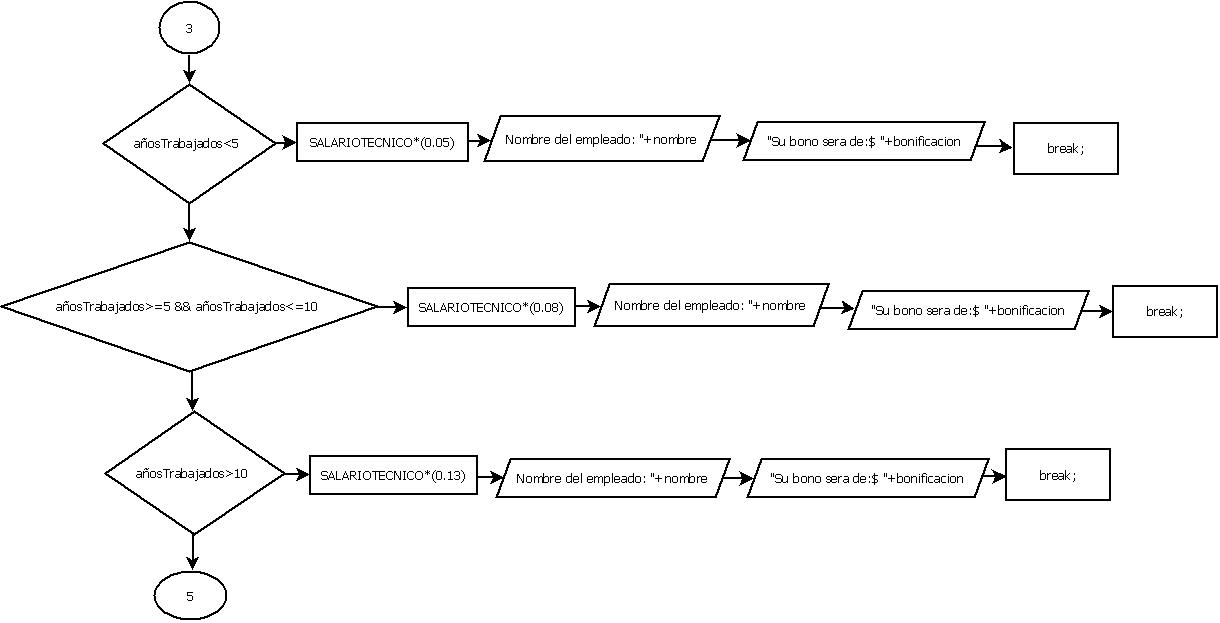 3
añosTrabajados<5
SALARIOTECNICO*(0.05)
Nombre del empleado: "+nombre
"Su bono sera de:$ "+bonificacion
break;
añosTrabajados>=5 && añosTrabajados<=10
SALARIOTECNICO*(0.08)
Nombre del empleado: "+nombre
"Su bono sera de:$ "+bonificacion
break;
añosTrabajados>10
SALARIOTECNICO*(0.13)
Nombre del empleado: "+nombre
"Su bono sera de:$ "+bonificacion
break;
5